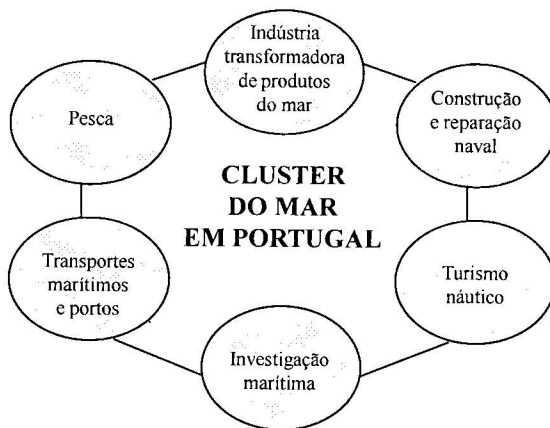 Indústria
transformadora
de produtos
do mar
Pesca
Construção
e reparação
naval
CLUSTER
DO MAR
EM PORTUGAL
Transportes
marítimos
e portos
Turismo
náutico
Investigação
marítima